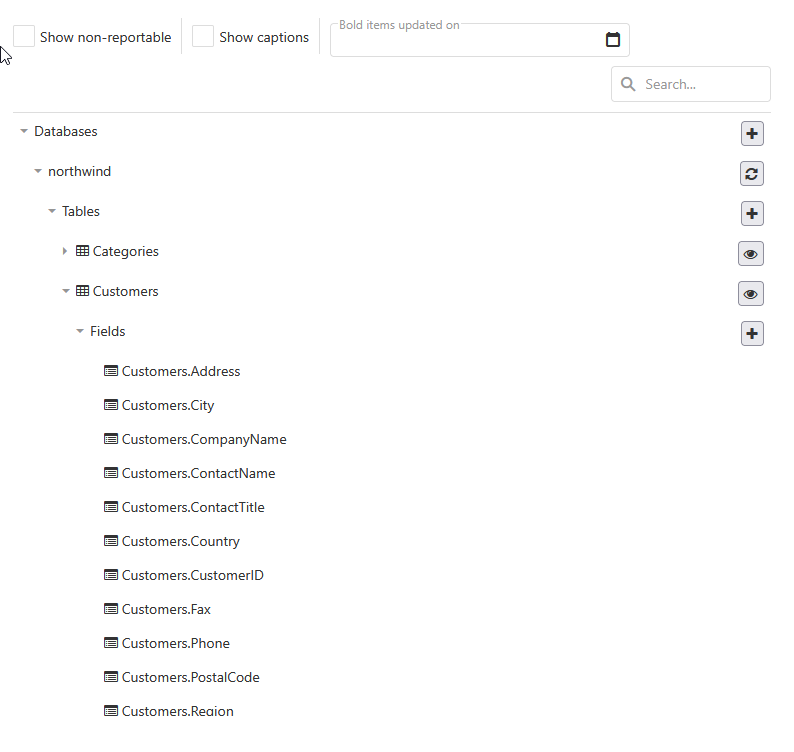 Show non-reportable
Show captions
Bold items updated on
Search...
Databases
northwind
Tables
Categories
Customers
Fields
Customers.Address
Customers.City
Customers.CompanyName
Customers.ContactName
Customers.ContactTitle
Customers.Country
Customers.CustomerID
Customers.Fax
Customers.Phone
Customers.PostalCode
Customers.Region